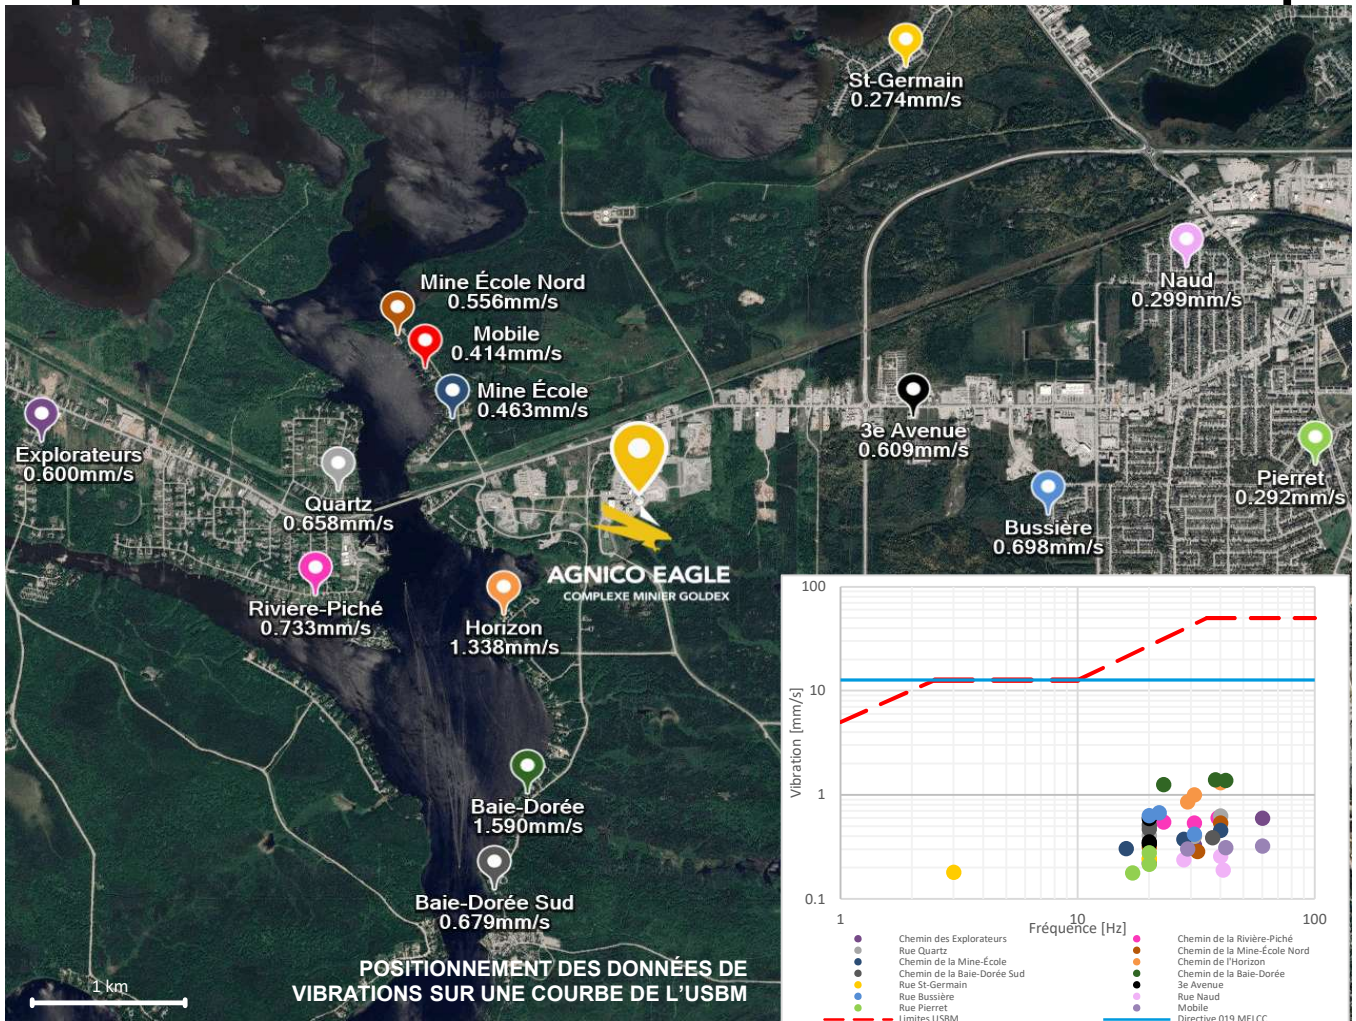 St-Germain
0.274mm/s
Naud
0.299mm/s
Mine École Nord
0.556mm/s
Mobile
0.414mm/s
Mine École
0.463mm/s
Explorateurs
0.600mm/s
Quartz
0.658mm/s
3e Avenue
0.609mm/s
Pierret
0.292mm/s
Bussière
0.698mm/s
AGNICO EAGLE
COMPLEXE MINIER GOLDEX
Riviere-Piché
0.733mm/s
Horizon
1.338mm/s
Baie-Dorée
1.590mm/s
Baie-Dorée Sud
0.679mm/s
POSITIONNEMENT DES DONNÉES DE
VIBRATIONS SUR UNE COURBE DE L'USBM
1 km
Vibration [mm/s]
100
10
1
0.1
1
10
100
Fréquence [Hz]
Chemin des Explorateurs
Chemin de la Rivière-Piché
Rue Quartz
Chemin de la Mine-École Nord
Chemin de la Mine-École
Chemin de l'Horizon
Chemin de la Baie-Dorée Sud
Chemin de la Baie-Dorée
Rue St-Germain
3e Avenue
Rue Bussière
Rue Naud
Rue Pierret
Mobile
Limites USBM
Directive 019 MELCC